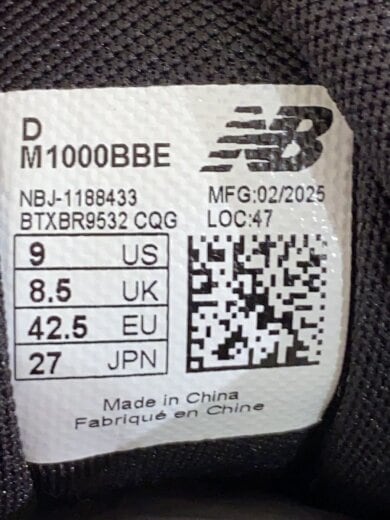 D
M1000BBE
NB
NBJ-1188433 MFG:02/2025
BTXBR9532 CQG LOC:47
9 US
8.5 UK
42.5 EU
27 JPN
Made in China
Fabriqué en Chine